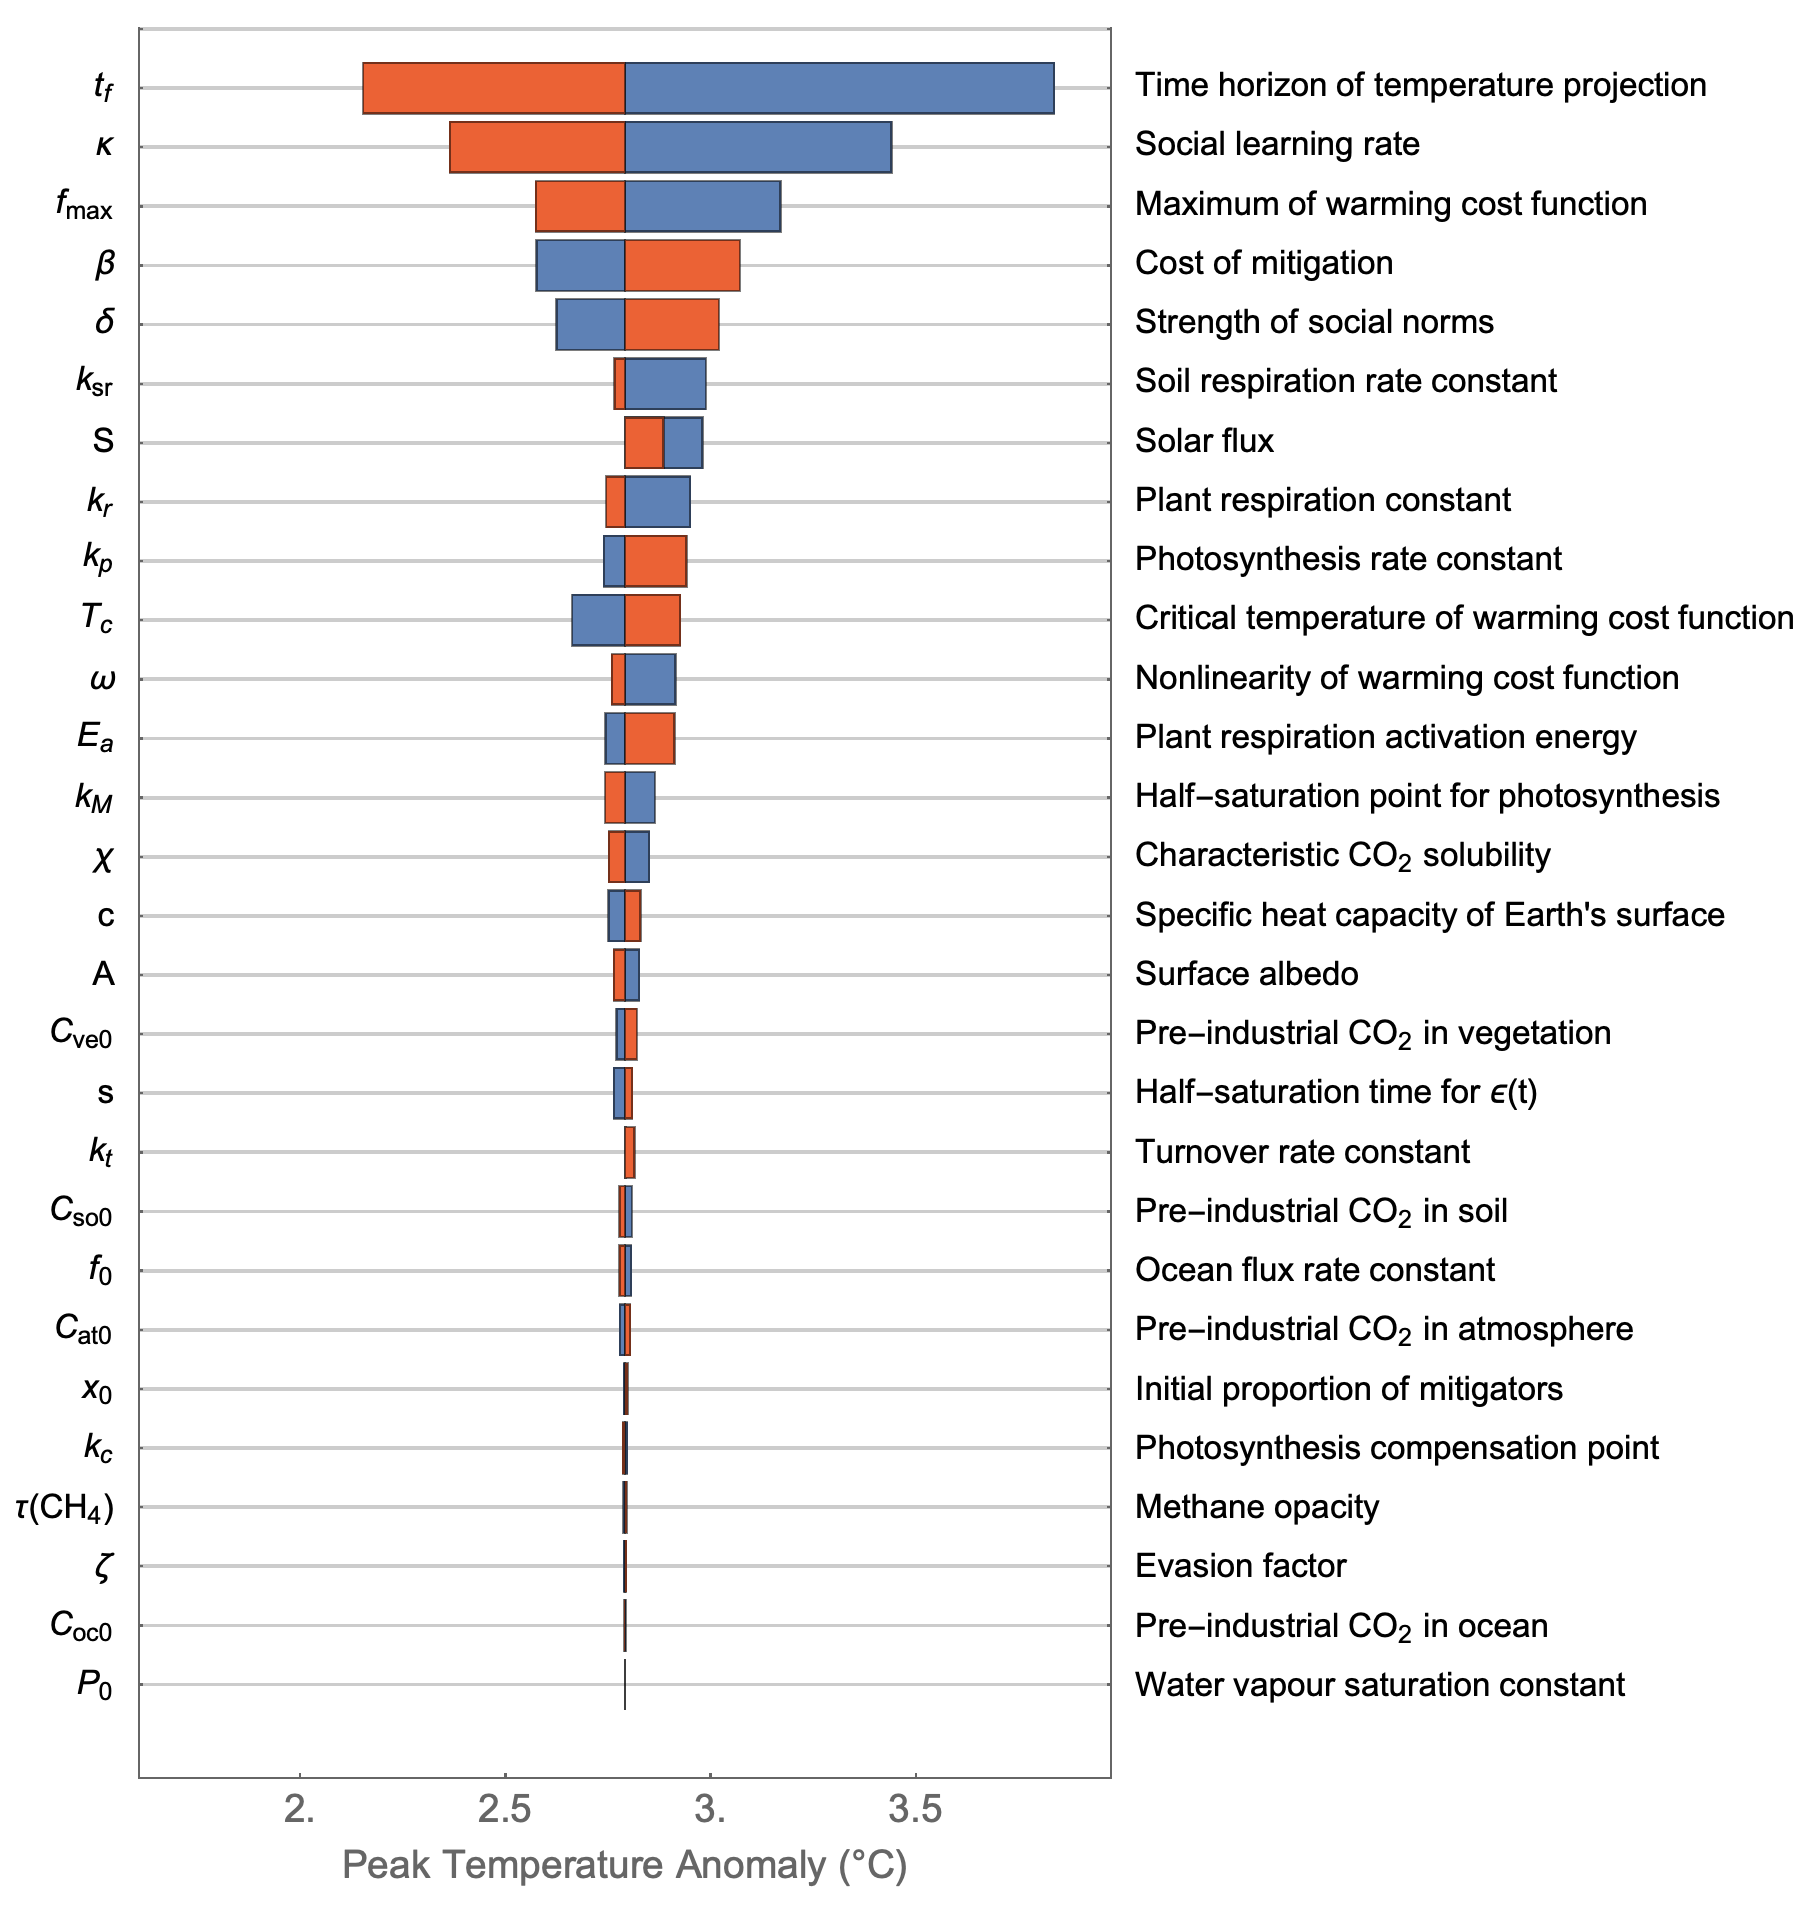 t_f Time horizon of temperature projection
κ Social learning rate
f_max Maximum of warming cost function
β Cost of mitigation
δ Strength of social norms
k_sr Soil respiration rate constant
S Solar flux
k_r Plant respiration constant
k_p Photosynthesis rate constant
T_c Critical temperature of warming cost function
ω Nonlinearity of warming cost function
E_a Plant respiration activation energy
k_M Half−saturation point for photosynthesis
χ Characteristic CO₂ solubility
c Specific heat capacity of Earth's surface
A Surface albedo
C_ve0 Pre−industrial CO₂ in vegetation
s Half−saturation time for ϵ(t)
k_t Turnover rate constant
C_so0 Pre−industrial CO₂ in soil
f₀ Ocean flux rate constant
C_at0 Pre−industrial CO₂ in atmosphere
x₀ Initial proportion of mitigators
k_c Photosynthesis compensation point
τ(CH₄) Methane opacity
ζ Evasion factor
C_oc0 Pre−industrial CO₂ in ocean
P₀ Water vapour saturation constant
2. 2.5 3. 3.5
Peak Temperature Anomaly (°C)